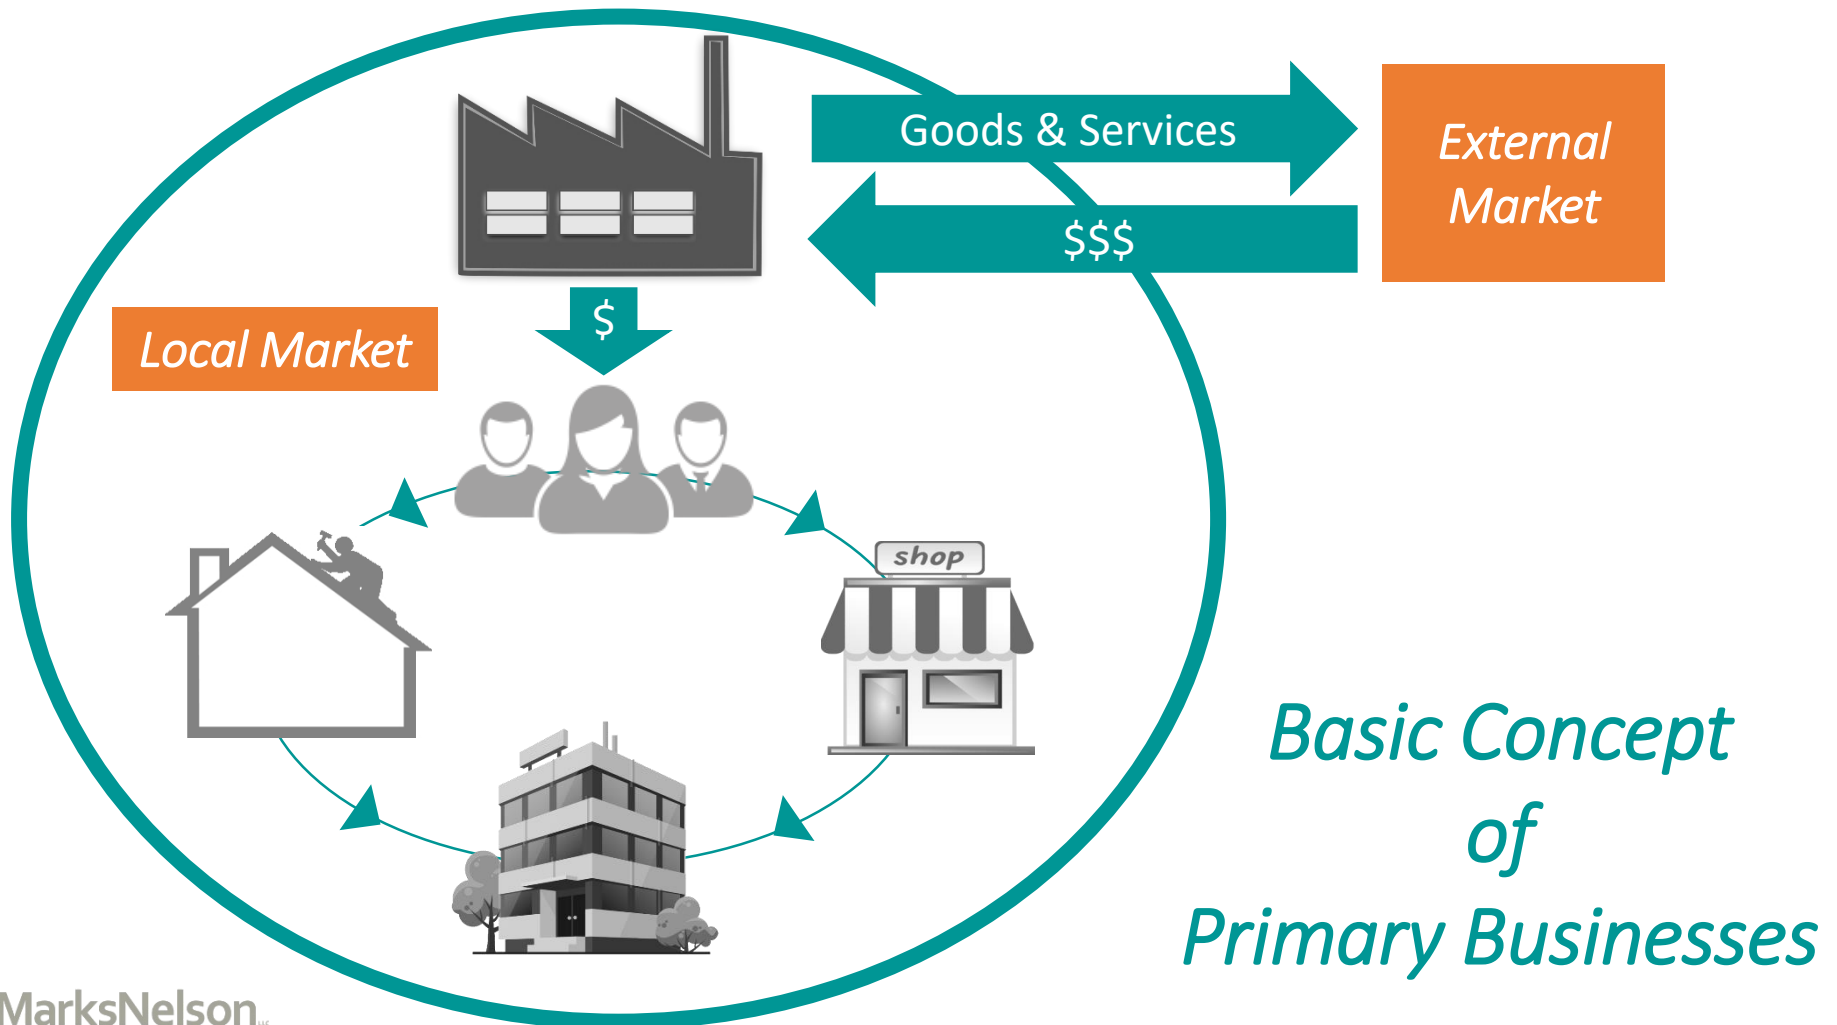 Goods & Services
External
Market
$$$
$
Local Market
shop
Basic Concept
of
Primary Businesses
MarksNelson